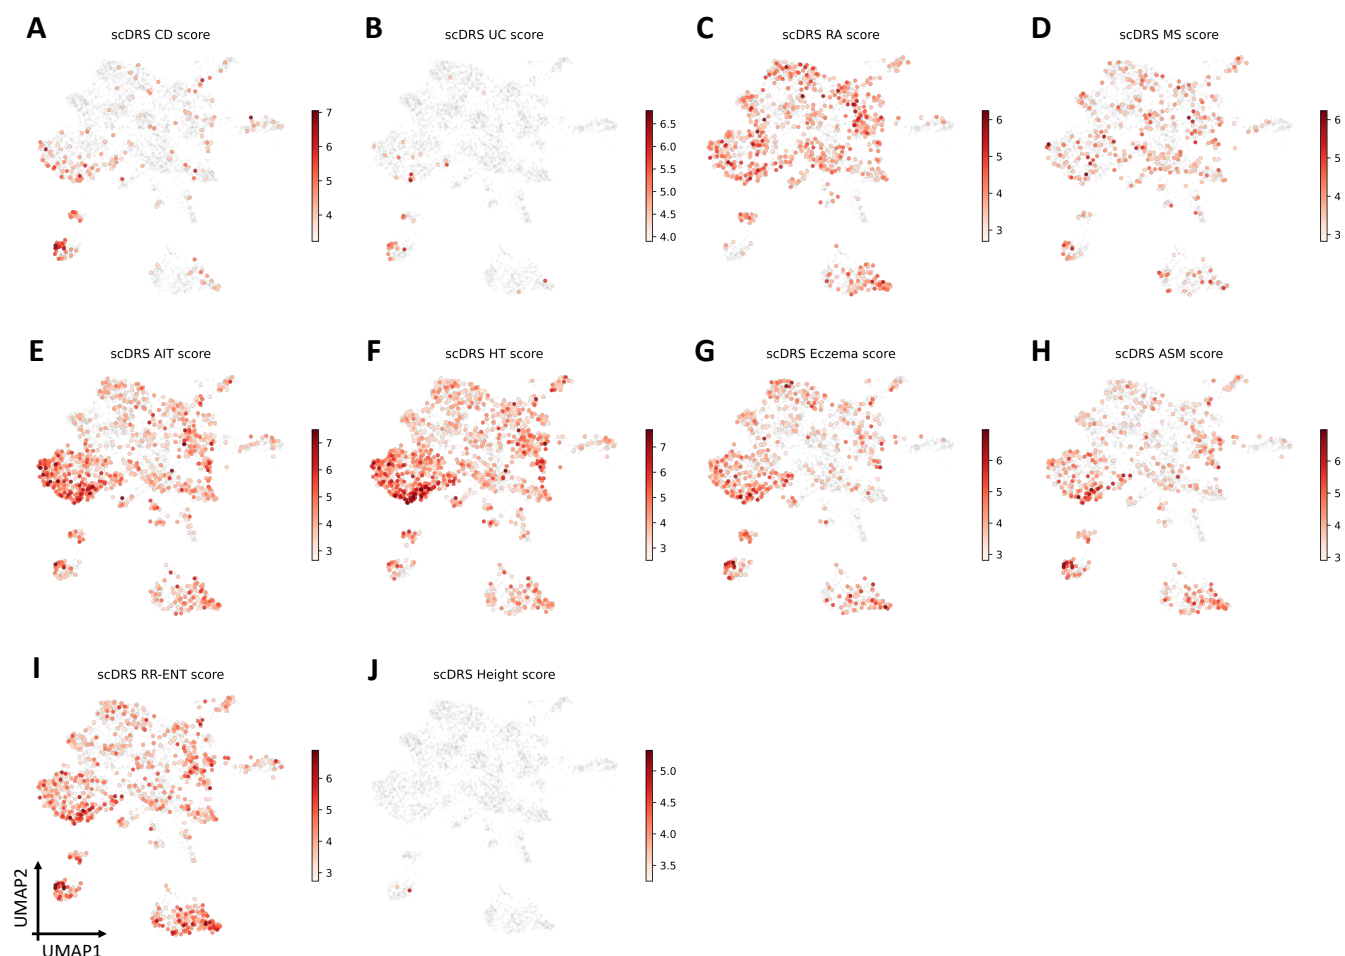 A
scDRS CD score
7
6
5
4
B
scDRS UC score
6.5
6.0
5.5
5.0
4.5
4.0
C
scDRS RA score
6
5
4
3
D
scDRS MS score
6
5
4
3
E
scDRS AIT score
7
6
5
4
3
F
scDRS HT score
7
6
5
4
3
G
scDRS Eczema score
6
5
4
3
H
scDRS ASM score
6
5
4
3
I
scDRS RR-ENT score
6
5
4
3
UMAP2
UMAP1
J
scDRS Height score
5.0
4.5
4.0
3.5